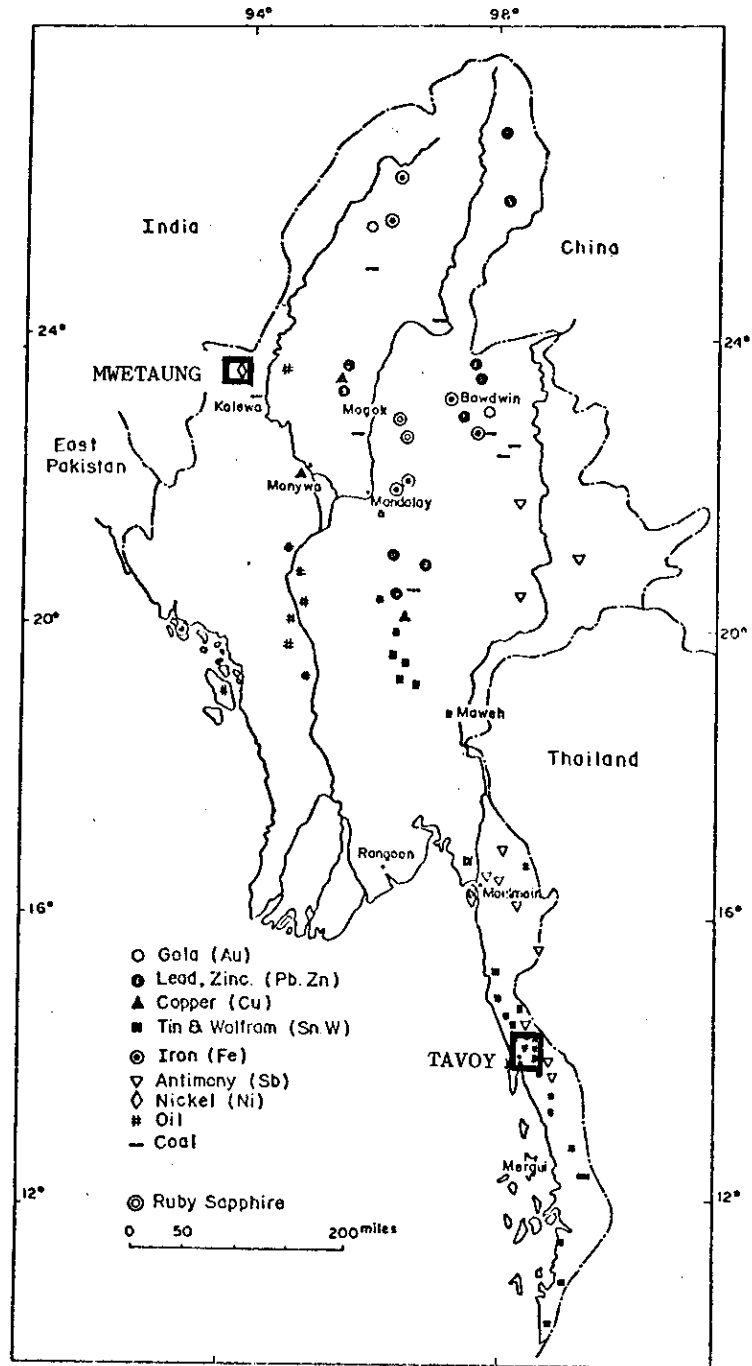 94°
98°
India
China
24°
24°
MWETAUNG
Kalewa
Mogok
Bawdwin
East
Pakistan
Monywa
Mandalay
20°
20°
Maweh
Thailand
Rangoon
Moulmain
16°
16°
○ Gold (Au)
Lead, Zinc. (Pb. Zn)
▲ Copper (Cu)
■ Tin & Wolfram (Sn. W)
Iron (Fe)
▽ Antimony (Sb)
◇ Nickel (Ni)
# Oil
– Coal
TAVOY
Mergui
12°
12°
◎ Ruby Sapphire
0 50 200 miles